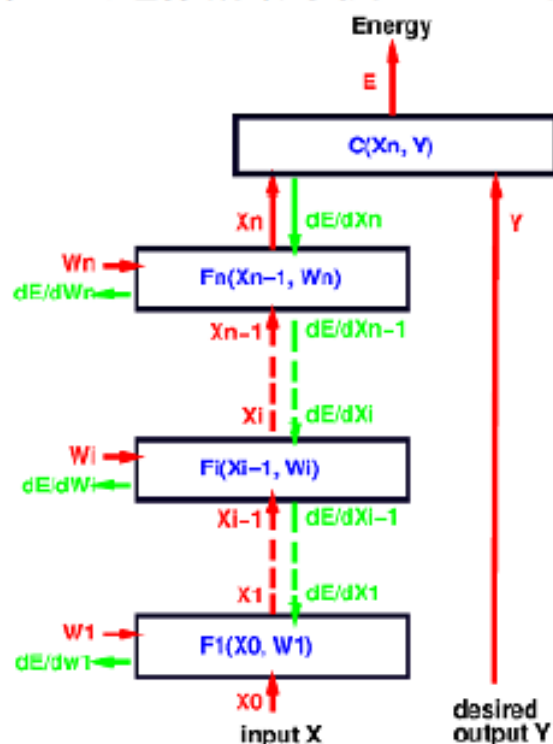 Energy
E
C(Xn, Y)
Xn dE/dXn Y
Wn
Fn(Xn-1, Wn)
dE/dWn
Xn-1 dE/dXn-1
Xi dE/dXi
Wi
Fi(Xi-1, Wi)
dE/dWi
Xi-1 dE/dXi-1
X1 dE/dX1
W1
F1(X0, W1)
dE/dw1
X0
input X
desired
output Y